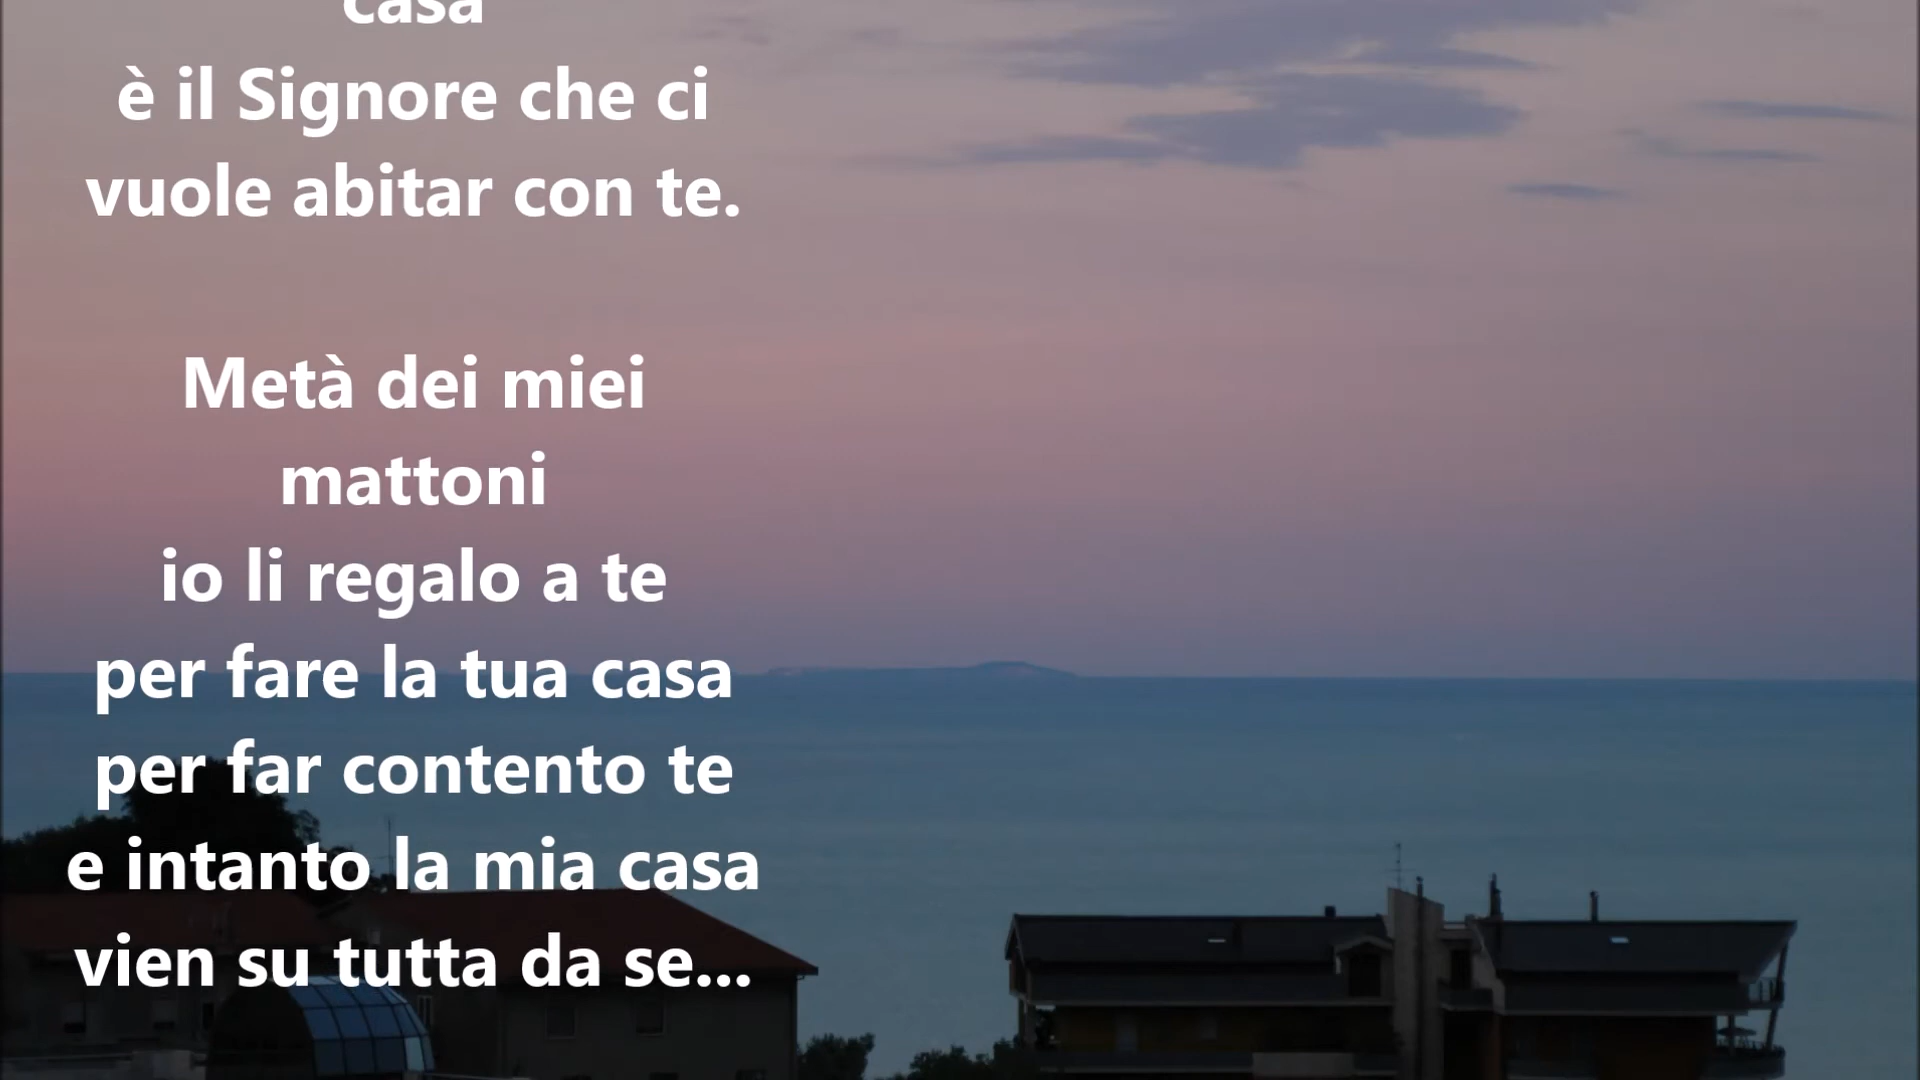 casa
è il Signore che ci
vuole abitar con te.
Metà dei miei
mattoni
io li regalo a te
per fare la tua casa
per far contento te
e intanto la mia casa
vien su tutta da se...